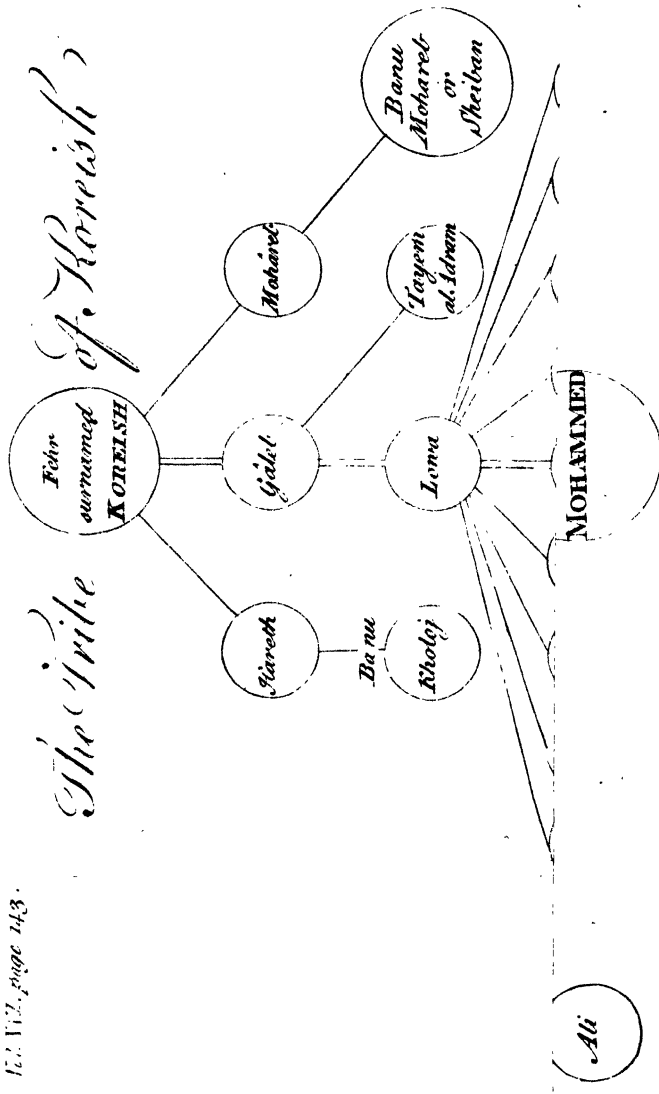 page 143.
The Tribe of Koreish,
Fehr
surnamed
KOREISH
Hareth
Galeb
Mohareb
Banu
Khaloj
Lowa
Tayem
al. Adram
Banu
Mohareb
or
Sheiban
Ali
MOHAMMED